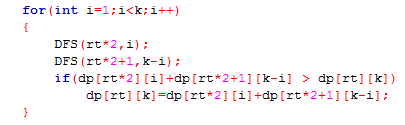 for(int i=1;i<k;i++)
{
    DFS(rt*2,i);
    DFS(rt*2+1,k-i);
    if(dp[rt*2][i]+dp[rt*2+1][k-i] > dp[rt][k])
        dp[rt][k]=dp[rt*2][i]+dp[rt*2+1][k-i];
}